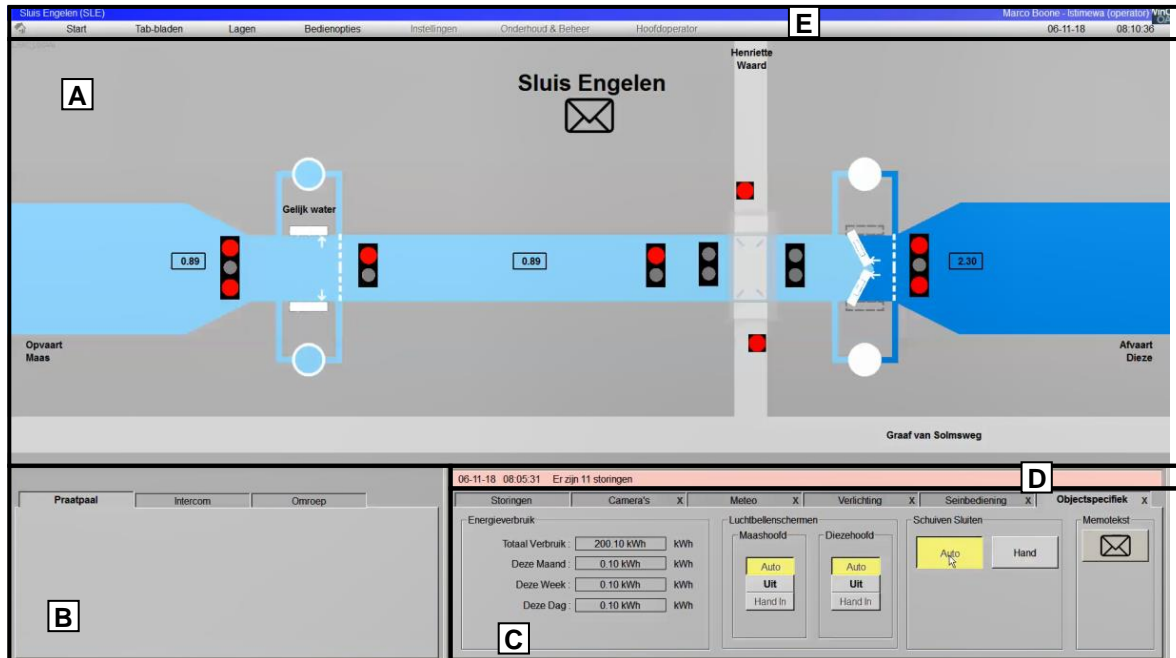 Sluis Engelen (SLE) Marco Boone - Istimewa (operator)
E
Start Tab-bladen Lagen Bedienopties Instellingen Onderhoud & Beheer Hoofdoperator 06-11-18 08:10:36
Henriette
Waard
A
Sluis Engelen
Gelijk water
0.89 0.89 2.30
Opvaart
Maas
Afvaart
Dieze
Graaf van Solmsweg
06-11-18 08:05:31 Er zijn 11 storingen
D
Praatpaal Intercom Omroep
Storingen Camera's X Meteo X Verlichting X Seinbediening X Objectspecifiek X
Energieverbruik
Totaal Verbruik : 200.10 kWh kWh
Deze Maand : 0.10 kWh kWh
Deze Week : 0.10 kWh kWh
Deze Dag : 0.10 kWh kWh
Luchtbellenschermen
Maashoofd
Auto
Uit
Hand In
Diezehoofd
Auto
Uit
Hand In
Schuiven Sluiten
Auto Hand
Memotekst
B
C